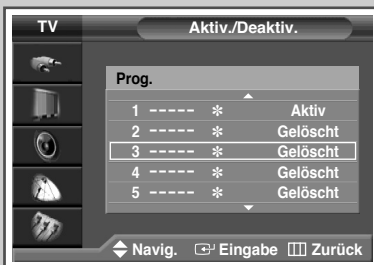 TV Aktiv./Deaktiv.
Prog.
1 ----- ✻ Aktiv
2 ----- ✻ Gelöscht
3 ----- ✻ Gelöscht
4 ----- ✻ Gelöscht
5 ----- ✻ Gelöscht
Navig. Eingabe Zurück